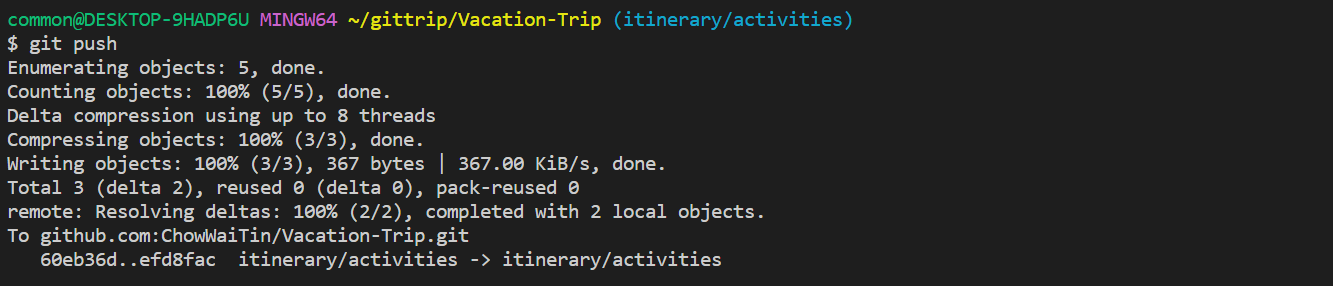 common@DESKTOP-9HADP6U MINGW64 ~/gittrip/Vacation-Trip (itinerary/activities)
$ git push
Enumerating objects: 5, done.
Counting objects: 100% (5/5), done.
Delta compression using up to 8 threads
Compressing objects: 100% (3/3), done.
Writing objects: 100% (3/3), 367 bytes | 367.00 KiB/s, done.
Total 3 (delta 2), reused 0 (delta 0), pack-reused 0
remote: Resolving deltas: 100% (2/2), completed with 2 local objects.
To github.com:ChowWaiTin/Vacation-Trip.git
   60eb36d..efd8fac  itinerary/activities -> itinerary/activities